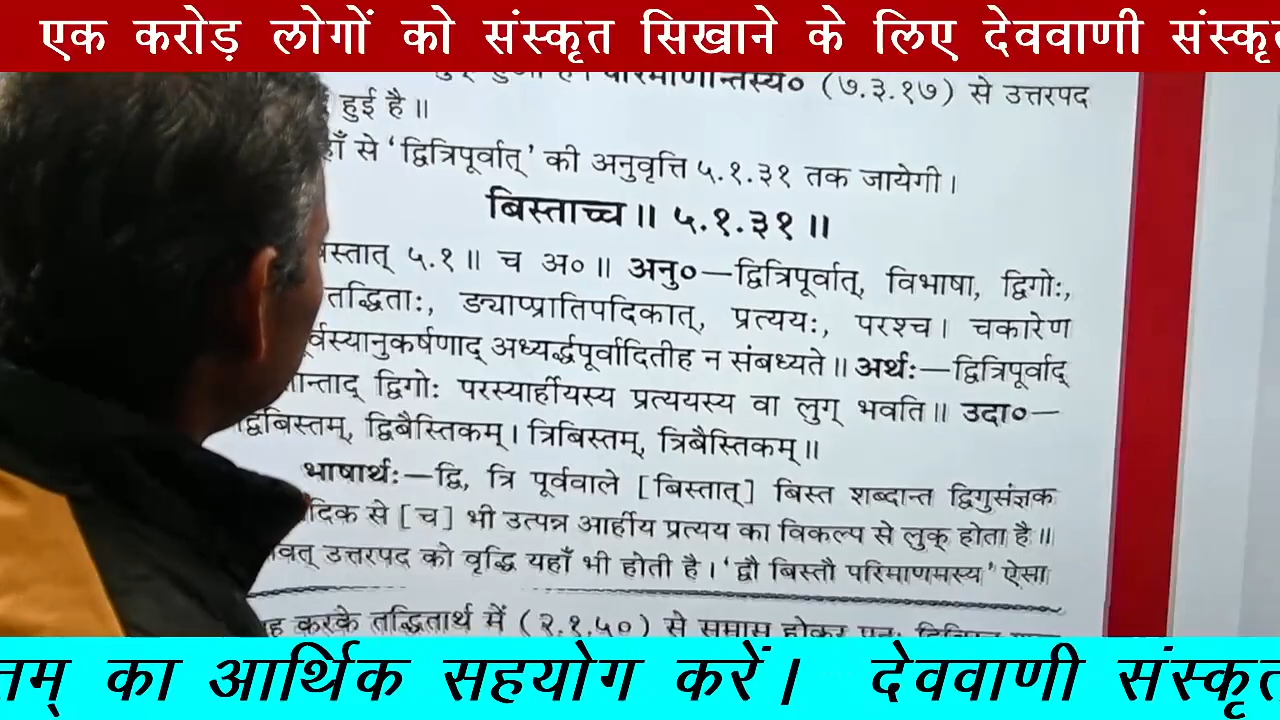 एक करोड़ लोगों को संस्कृत सिखाने के लिए देववाणी
परिमाणान्तस्य० (७.३.१७) से उत्तरपद
हुई है॥
से 'द्वित्रिपूर्वात्' की अनुवृत्ति ५.१.३१ तक जायेगी।
बिस्ताच्च॥ ५.१.३१॥
५.१॥ च अ०॥ अनु०—द्वित्रिपूर्वात्, विभाषा, द्विगोः,
तद्धिताः, ङ्याप्प्रातिपदिकात्, प्रत्ययः, परश्च। चकारेण
अध्यर्द्धपूर्वादितीह न संबध्यते॥ अर्थः—द्वित्रिपूर्वाद्
द्विगोः परस्यार्हीयस्य प्रत्ययस्य वा लुग् भवति॥ उदा०—
द्विबिस्तम्, द्विबैस्तिकम्। त्रिबिस्तम्, त्रिबैस्तिकम्॥
भाषार्थः—द्वि, त्रि पूर्ववाले [बिस्तात्] बिस्त शब्दान्त द्विगुसंज्ञक
से [च] भी उत्पन्न आर्हीय प्रत्यय का विकल्प से लुक् होता है॥
उत्तरपद को वृद्धि यहाँ भी होती है। 'द्वौ बिस्तौ परिमाणमस्य' ऐसा
करके तद्धितार्थ में (२.१.५०) से समास होकर
का आर्थिक सहयोग करें। देववाणी